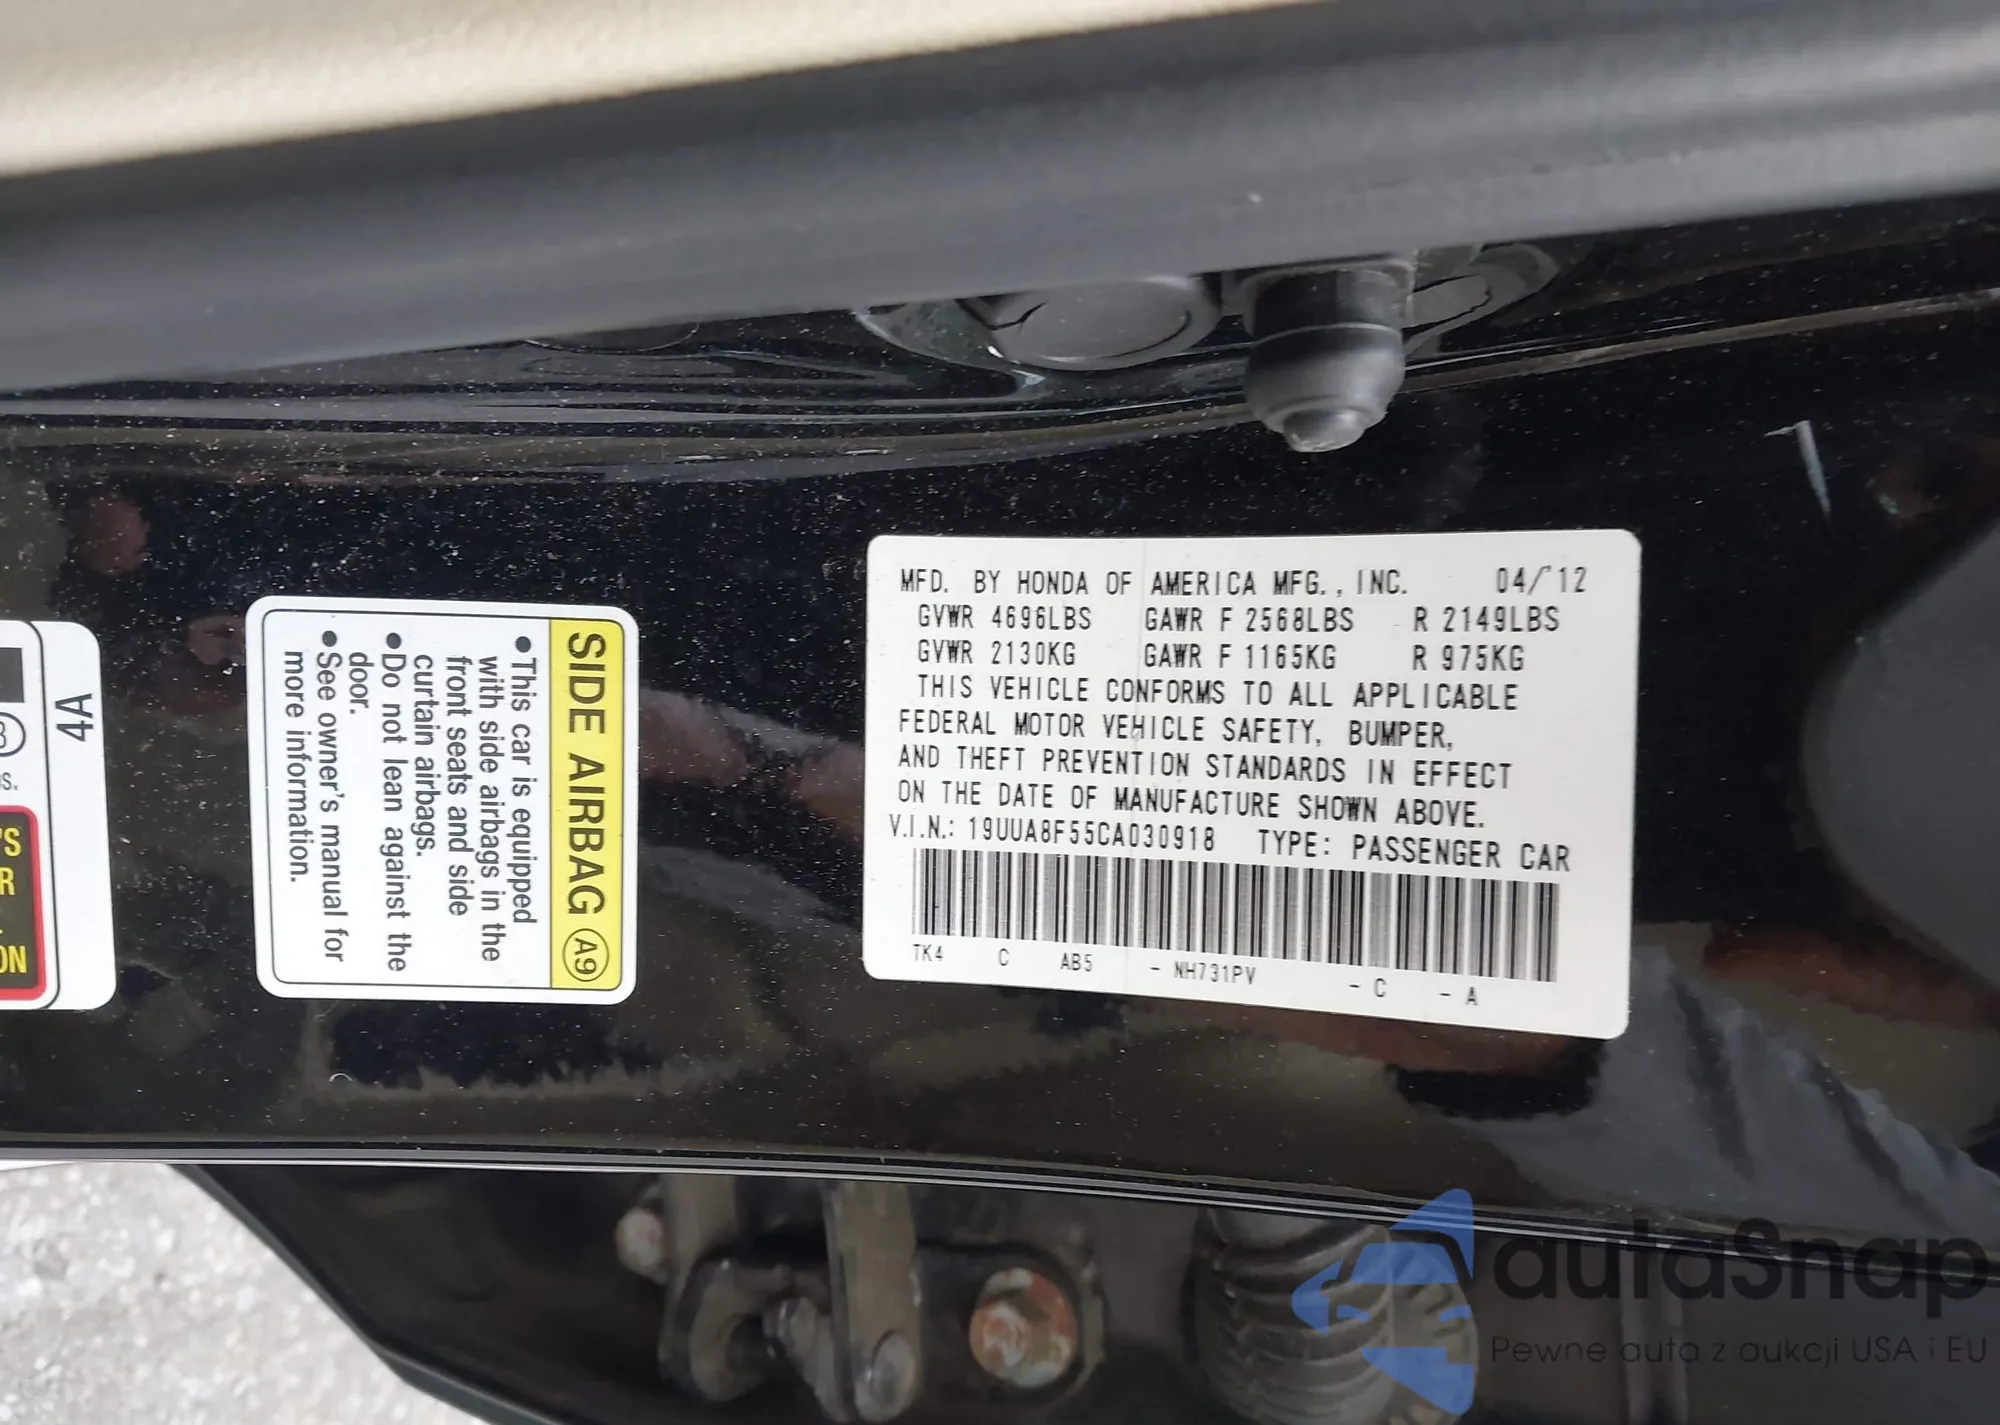 MFD. BY HONDA OF AMERICA MFG., INC. 04/'12
GVWR 4696LBS GAWR F 2568LBS R 2149LBS
GVWR 2130KG GAWR F 1165KG R 975KG
THIS VEHICLE CONFORMS TO ALL APPLICABLE
FEDERAL MOTOR VEHICLE SAFETY, BUMPER,
AND THEFT PREVENTION STANDARDS IN EFFECT
ON THE DATE OF MANUFACTURE SHOWN ABOVE.
V.I.N.: 19UUA8F55CA030918 TYPE: PASSENGER CAR
TK4 C AB5 - NH731PV - C - A
SIDE AIRBAG A9
•This car is equipped
with side airbags in the
front seats and side
curtain airbags.
•Do not lean against the
door.
•See owner's manual for
more information.
4A
'S
R
ON
autaSnap
Pewne auta z aukcji USA i EU